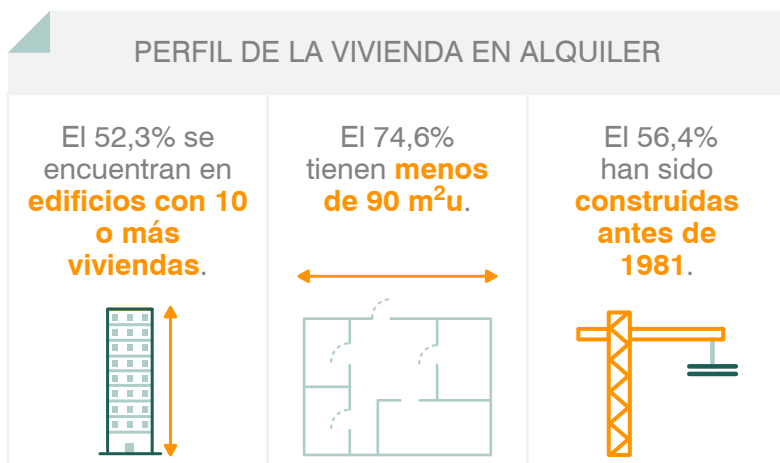 PERFIL DE LA VIVIENDA EN ALQUILER
El 52,3% se
encuentran en
edificios con 10
o más
viviendas.
El 74,6%
tienen menos
de 90 m²u.
El 56,4%
han sido
construidas
antes de
1981.